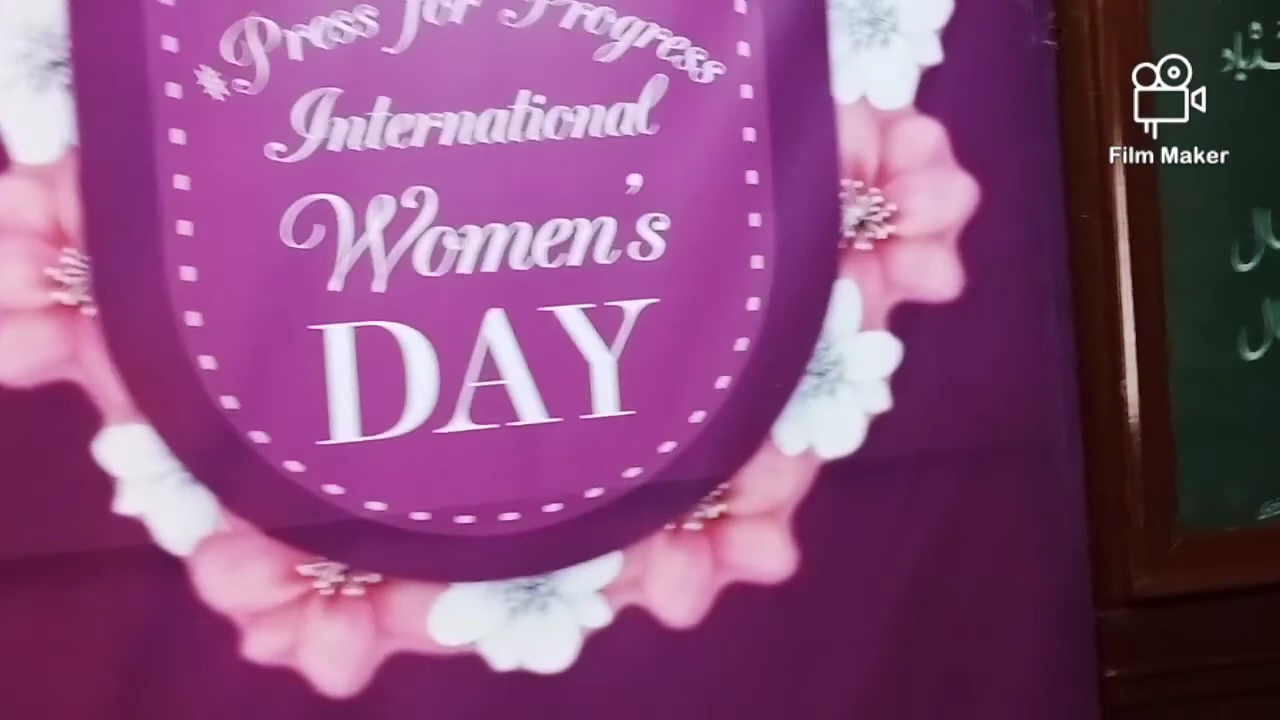 *Press for Progress
International
Women's
DAY
Film Maker